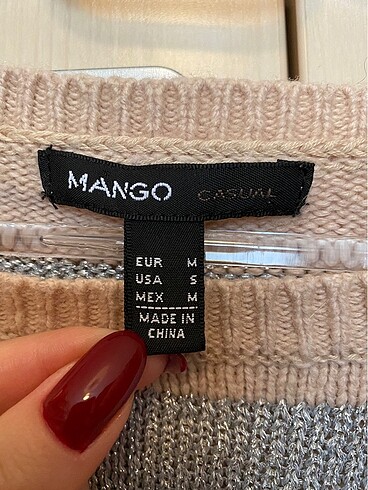 MANGO CASUAL
EUR M
USA S
MEX M
MADE IN
CHINA